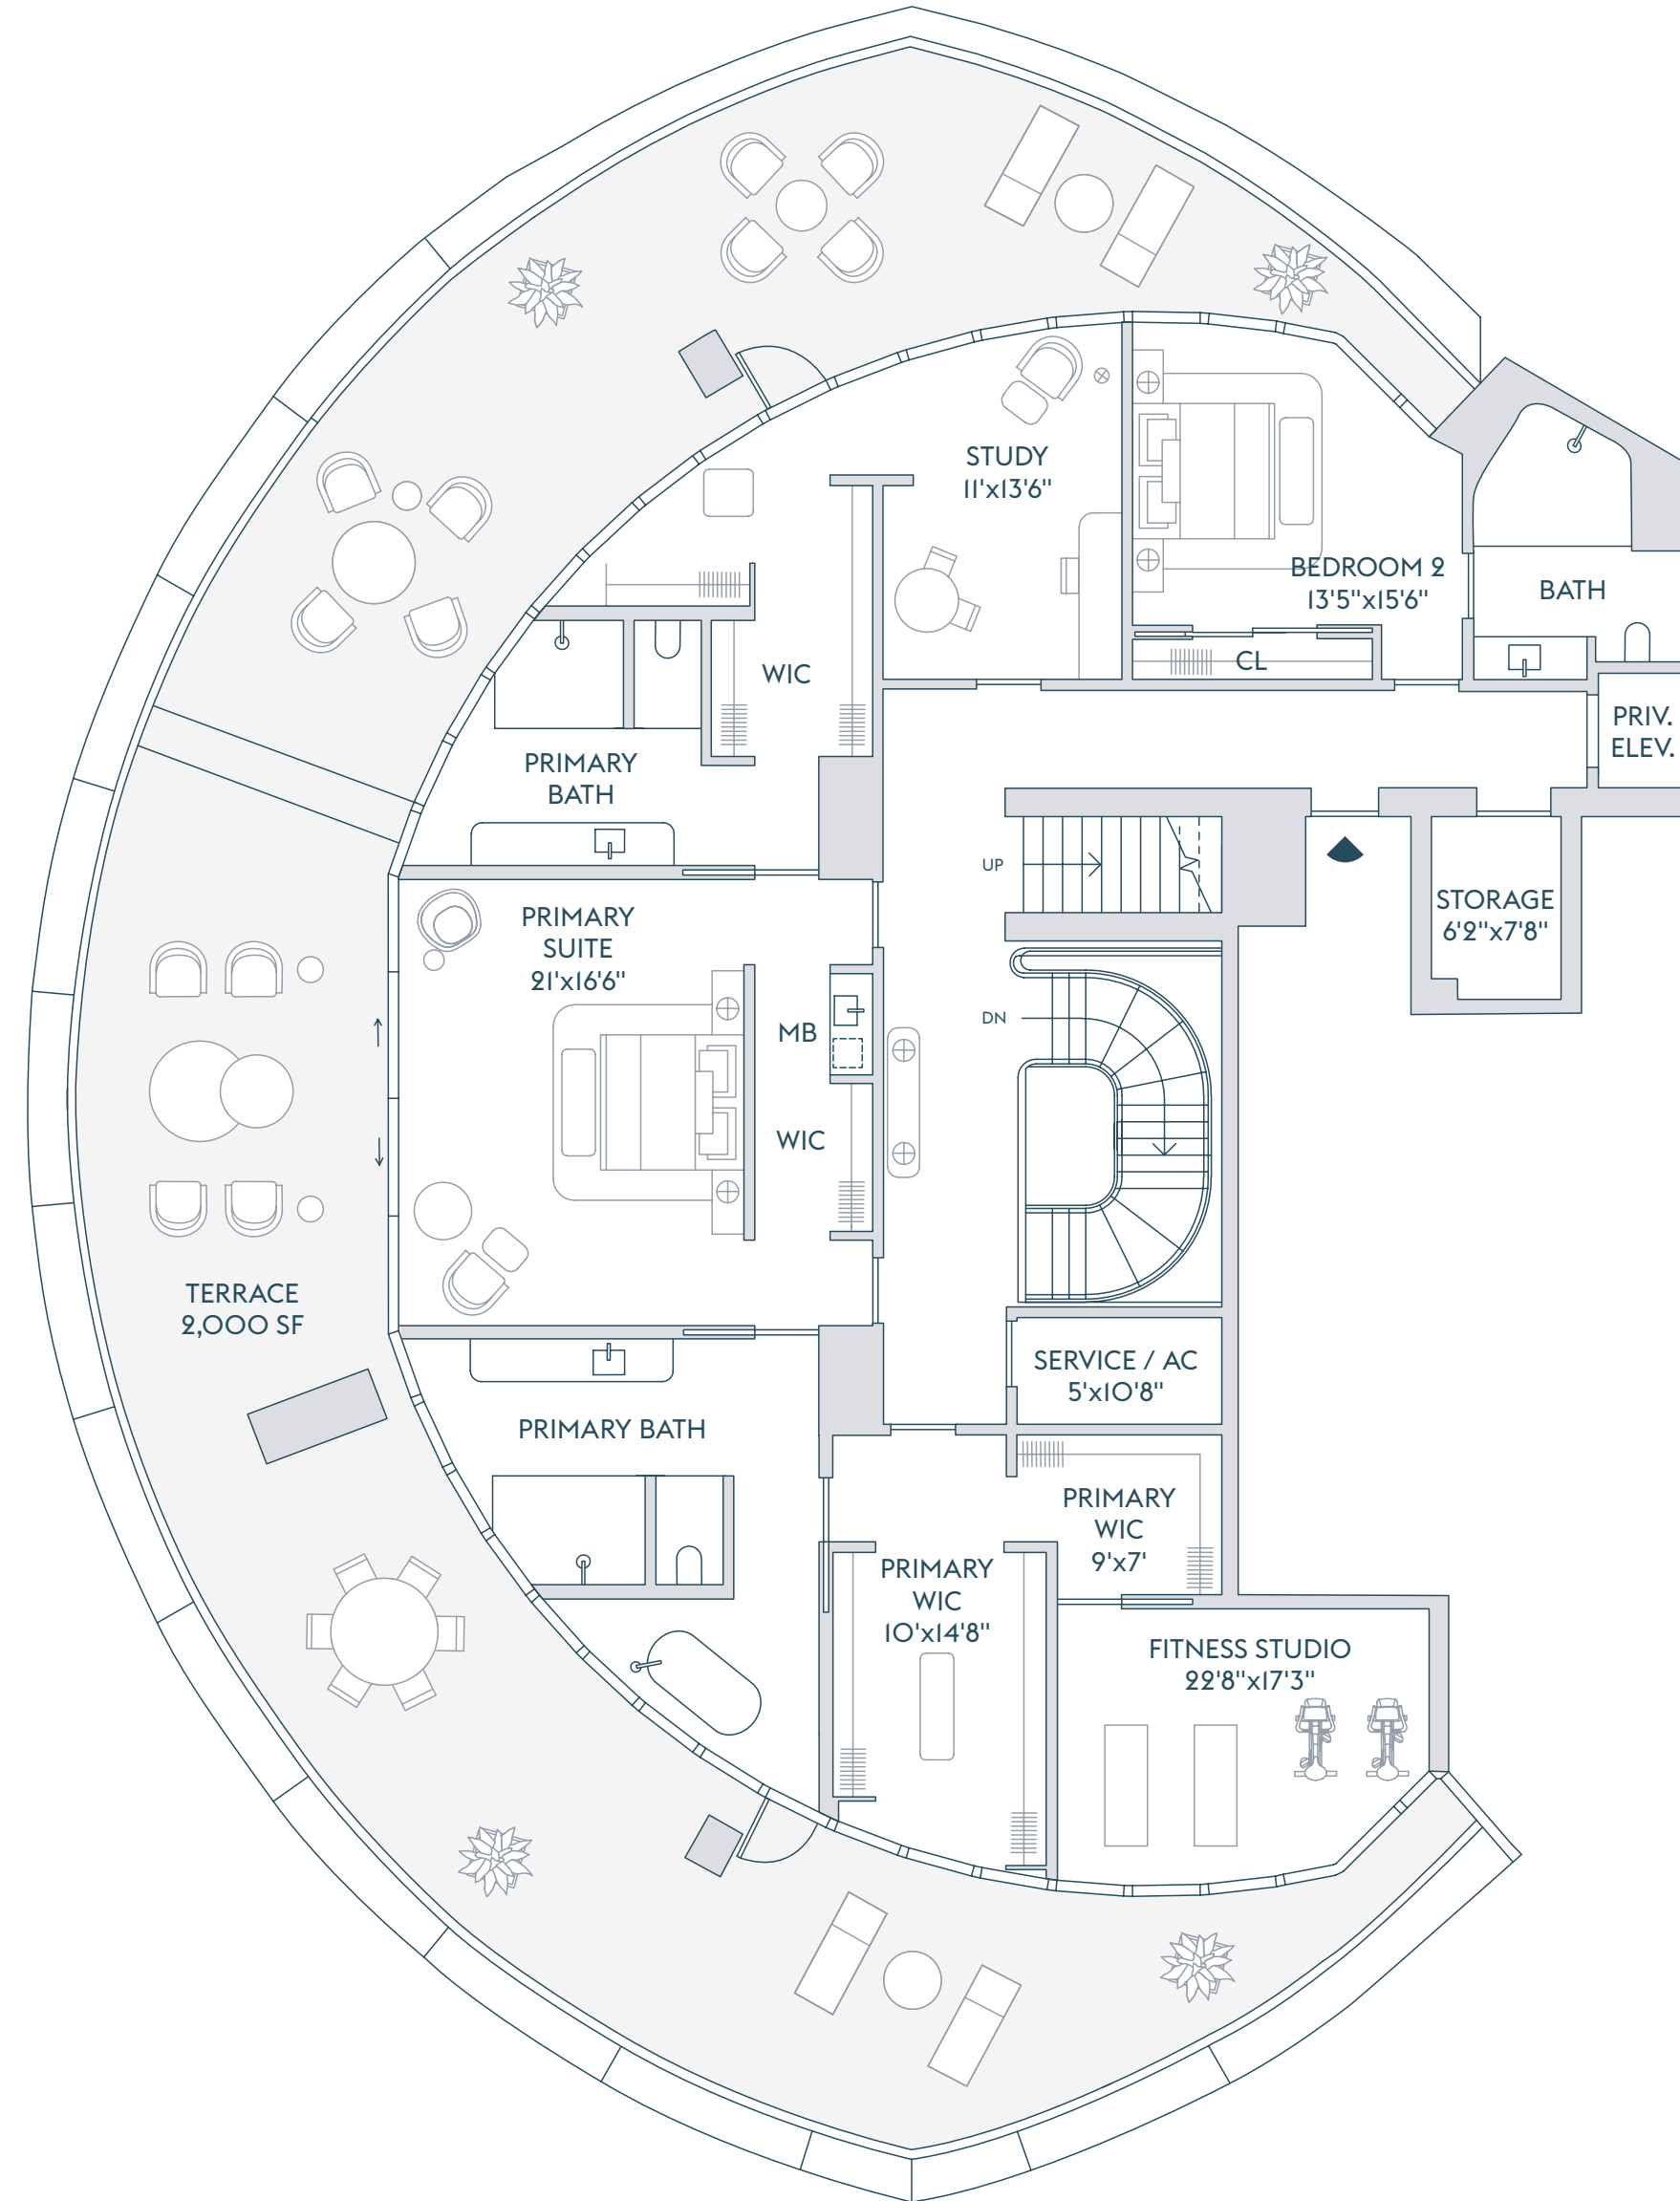 STUDY
11'x13'6"
BEDROOM 2
13'5"x15'6"
BATH
CL
WIC
PRIV.
ELEV.
PRIMARY
BATH
UP
STORAGE
6'2"x7'8"
PRIMARY
SUITE
21'x16'6"
MB
DN
WIC
TERRACE
2,000 SF
SERVICE / AC
5'x10'8"
PRIMARY BATH
PRIMARY
WIC
9'x7'
PRIMARY
WIC
10'x14'8"
FITNESS STUDIO
22'8"x17'3"